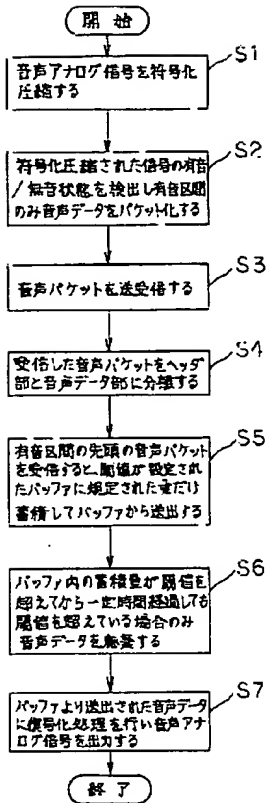 開始
S1
音声アナログ信号を符号化
圧縮する
S2
符号化圧縮された信号の有音
/無音状態を検出し有音区間
のみ音声データをパケット化する
S3
音声パケットを送受信する
S4
受信した音声パケットをヘッダ
部と音声データ部に分離する
S5
有音区間の先頭の音声パケット
を受信すると、閾値が設定された
バッファに規定された量だけ
蓄積してバッファから送出する
S6
バッファ内の蓄積量が閾値を
超えてから一定時間経過しても
閾値を超えている場合のみ
音声データを廃棄する
S7
バッファより送出された音声データ
に復号化処理を行い音声アナ
ログ信号を出力する
終了